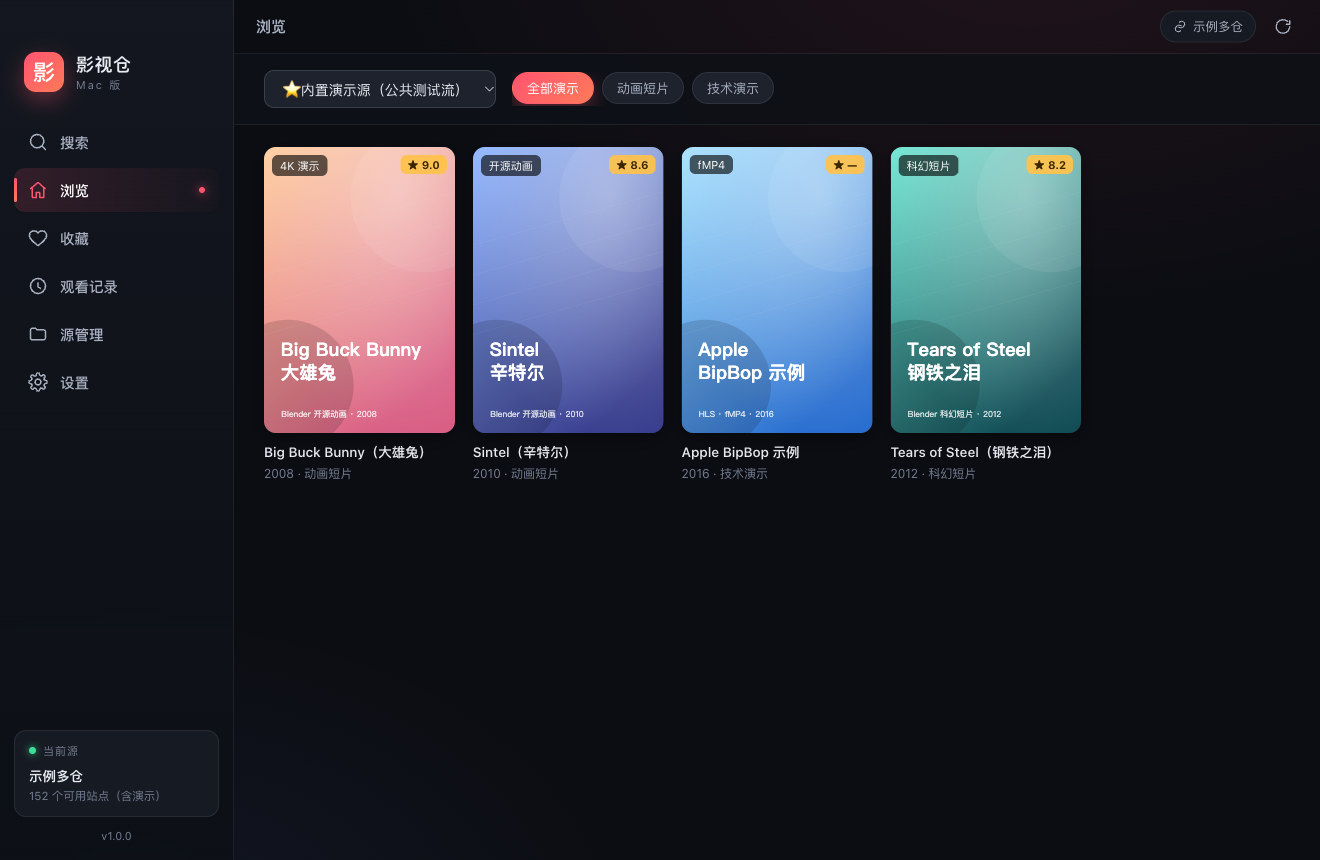 影
影视仓
Mac 版
搜索
浏览
收藏
观看记录
源管理
设置
当前源
示例多仓
152 个可用站点（含演示）
v1.0.0
浏览
示例多仓
⭐内置演示源（公共测试流）
全部演示
动画短片
技术演示
4K 演示
★ 9.0
Big Buck Bunny
大雄兔
Blender 开源动画 · 2008
Big Buck Bunny（大雄兔）
2008 · 动画短片
开源动画
★ 8.6
Sintel
辛特尔
Blender 开源动画 · 2010
Sintel（辛特尔）
2010 · 动画短片
fMP4
★ —
Apple
BipBop 示例
HLS · fMP4 · 2016
Apple BipBop 示例
2016 · 技术演示
科幻短片
★ 8.2
Tears of Steel
钢铁之泪
Blender 科幻短片 · 2012
Tears of Steel（钢铁之泪）
2012 · 科幻短片